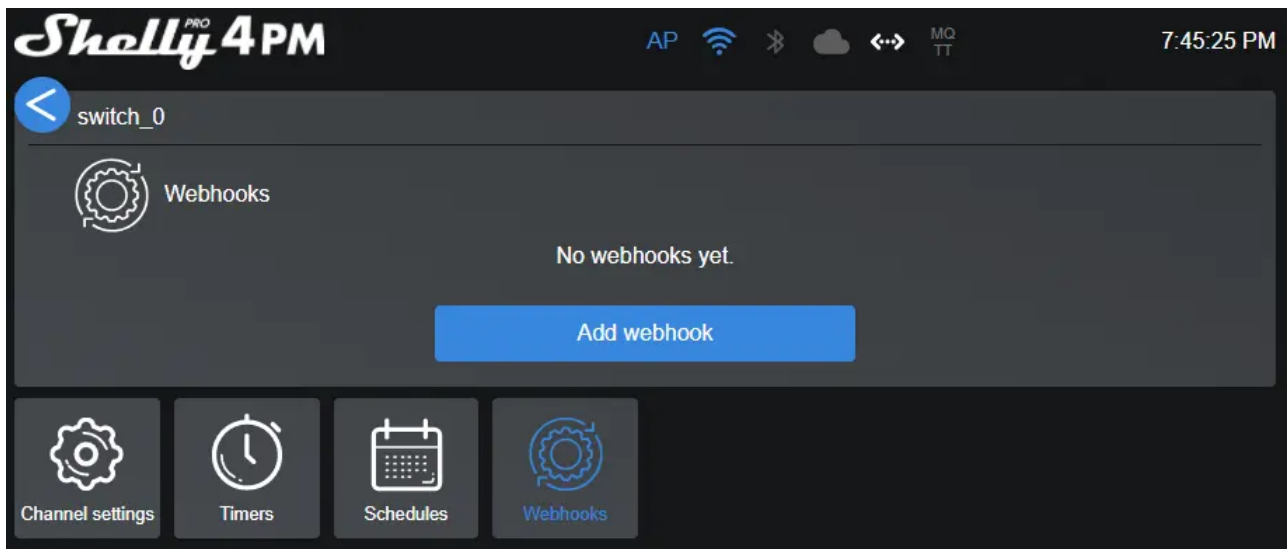 Shelly PRO 4PM
AP
MQ
TT
7:45:25 PM
switch_0
Webhooks
No webhooks yet.
Add webhook
Channel settings
Timers
Schedules
Webhooks